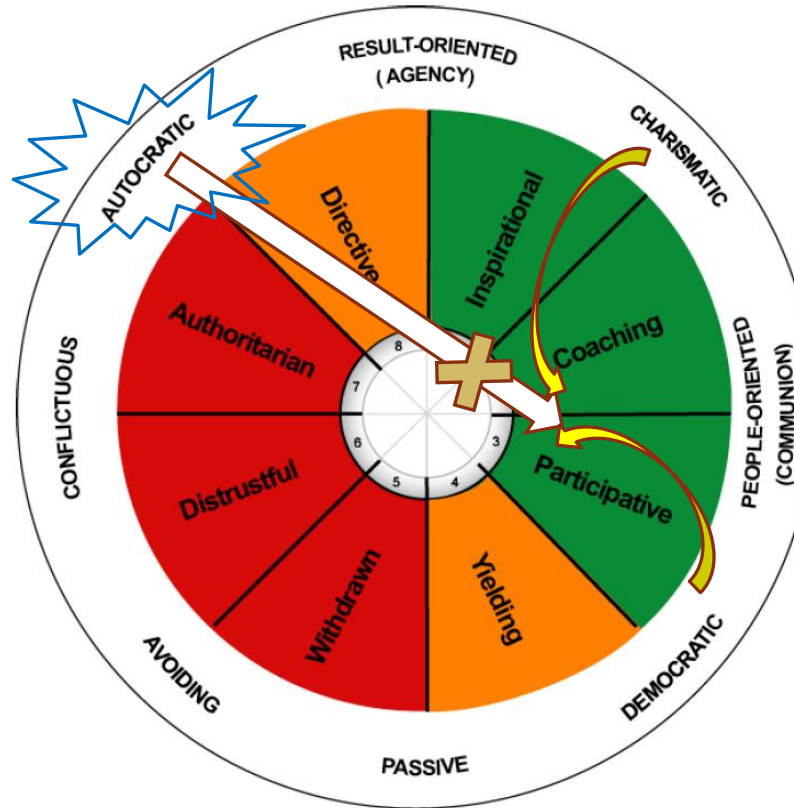 RESULT-ORIENTED
( AGENCY)
CHARISMATIC
PEOPLE-ORIENTED
(COMMUNION)
DEMOCRATIC
PASSIVE
AVOIDING
CONFLICTUOUS
AUTOCRATIC
Directive
Inspirational
Coaching
Participative
Yielding
Withdrawn
Distrustful
Authoritarian
8
7
6
5
4
3